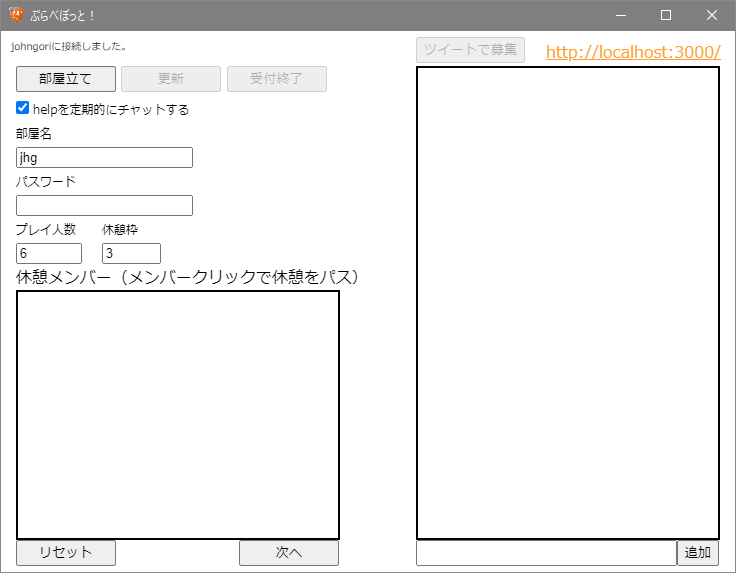 ぷらべぼっと！
johngoriに接続しました。
ツイートで募集
http://localhost:3000/
部屋立て
更新
受付終了
helpを定期的にチャットする
部屋名
jhg
パスワード
プレイ人数
休憩枠
6
3
休憩メンバー（メンバークリックで休憩をパス）
リセット
次へ
追加